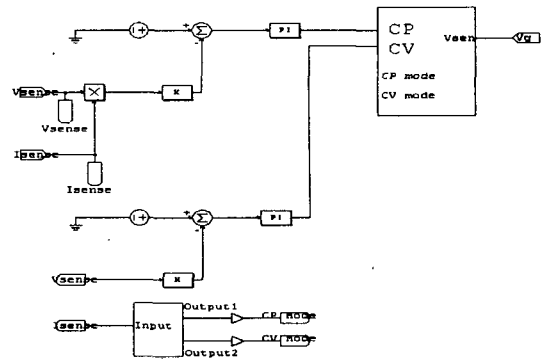 +
-
PI
CP
CV
Vsen
Vg
CP mode
CV mode
Vsense
K
Vsense
Isense
Isense
+
-
PI
Vsense
K
Output1
CP mode
Isense
Input
CV mode
Output2